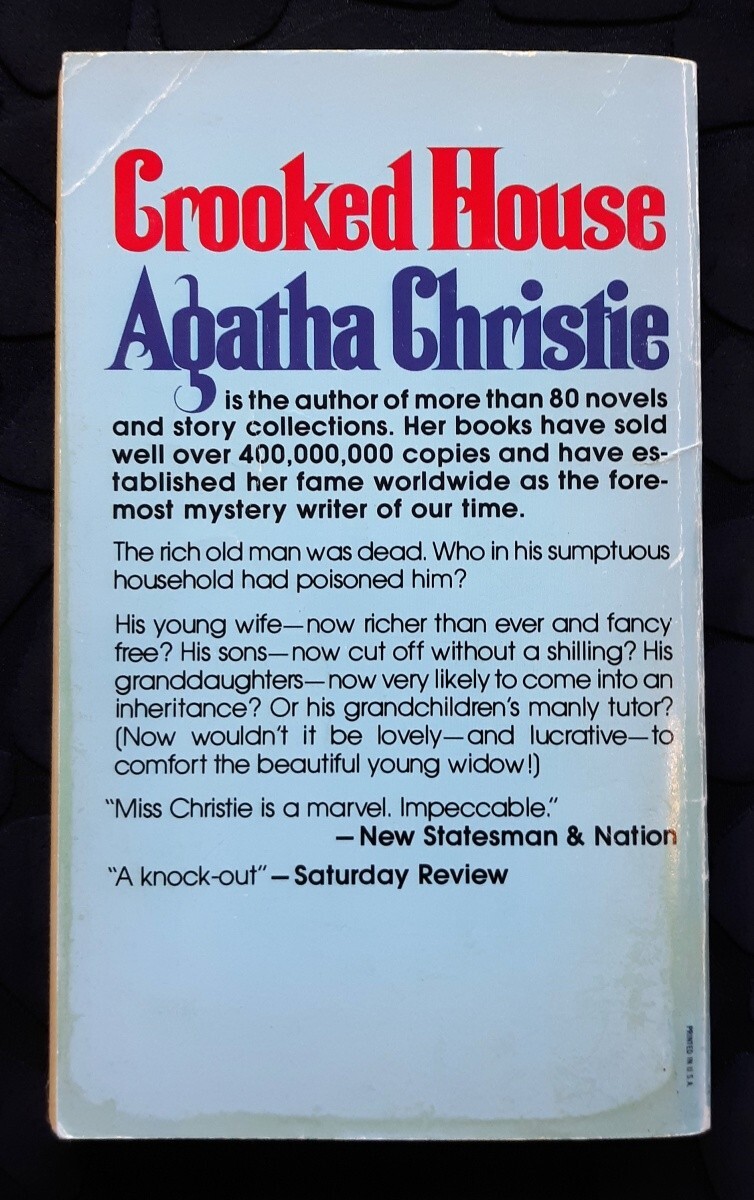 Crooked House
Agatha Christie
is the author of more than 80 novels
and story collections. Her books have sold
well over 400,000,000 copies and have es-
tablished her fame worldwide as the fore-
most mystery writer of our time.
The rich old man was dead. Who in his sumptuous
household had poisoned him?
His young wife—now richer than ever and fancy
free? His sons—now cut off without a shilling? His
granddaughters—now very likely to come into an
inheritance? Or his grandchildren's manly tutor?
(Now wouldn't it be lovely—and lucrative—to
comfort the beautiful young widow!)
"Miss Christie is a marvel. Impeccable."
—New Statesman & Nation
"A knock-out"—Saturday Review
PRINTED IN U.S.A.